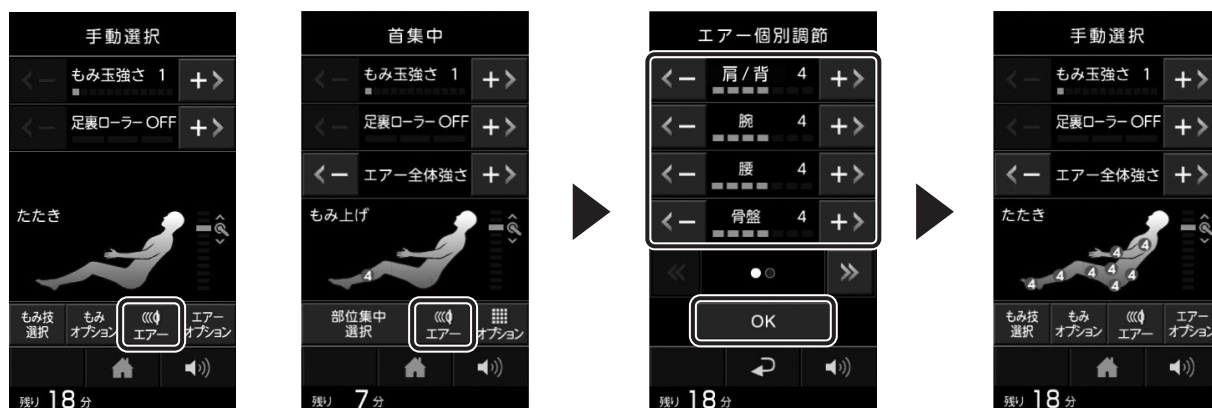 手動選択
もみ玉強さ 1
足裏ローラー OFF
たたき
もみ技
選択
もみ
オプション
エアー
エアー
オプション
残り 18 分
首集中
もみ玉強さ 1
足裏ローラー OFF
エアー全体強さ
もみ上げ
4
部位集中
選択
エアー
オプション
残り 7 分
エアー個別調節
肩/背 4
腕 4
腰 4
骨盤 4
OK
残り 18 分
手動選択
もみ玉強さ 1
足裏ローラー OFF
エアー全体強さ
たたき
4
4
4
4
4
4
4
4
もみ技
選択
もみ
オプション
エアー
エアー
オプション
残り 18 分